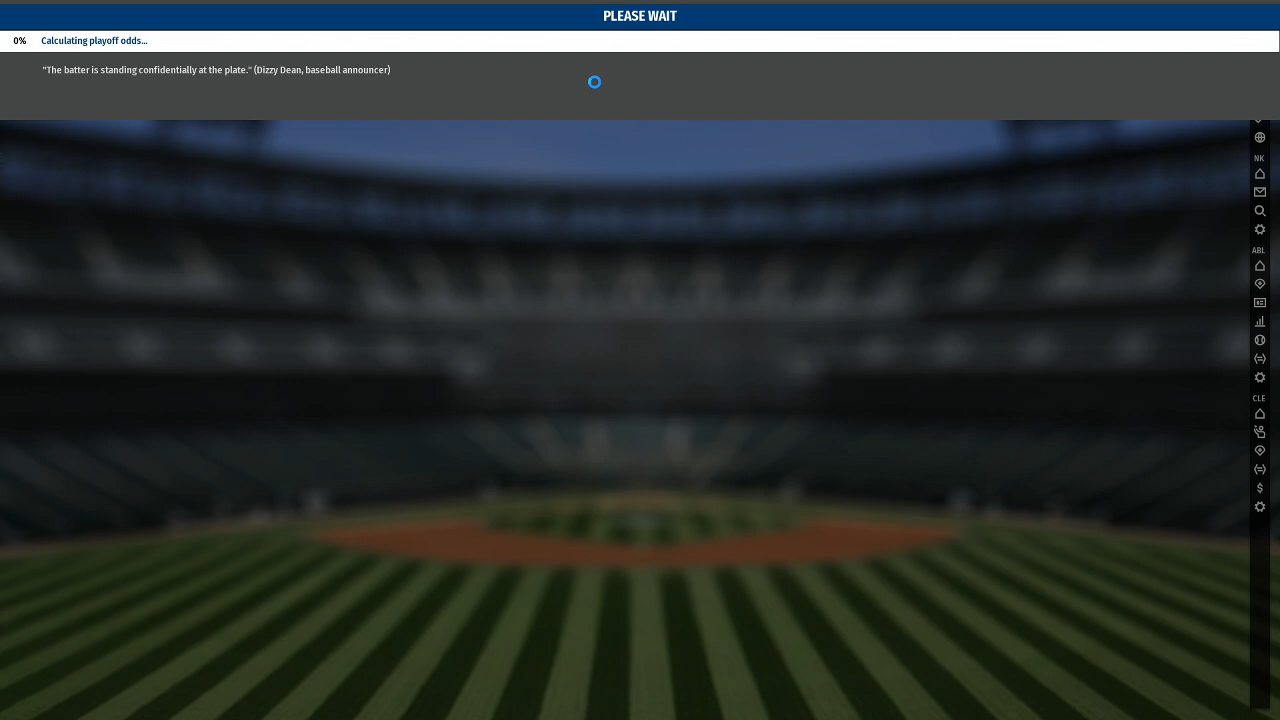 PLEASE WAIT
0% Calculating playoff odds...
"The batter is standing confidentially at the plate." (Dizzy Dean, baseball announcer)
NK
ABL
CLE